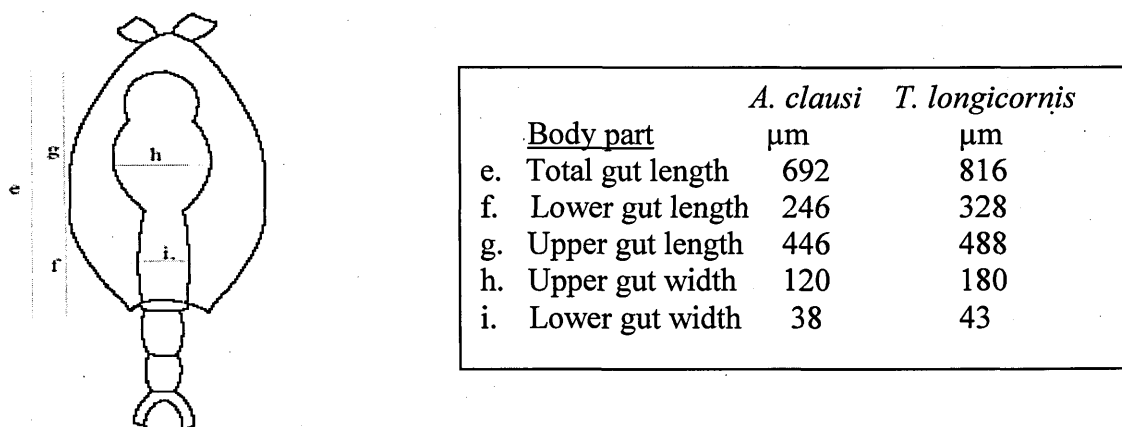 g
h
e
f
i.
A. clausi T. longicornis
Body part μm μm
e. Total gut length 692 816
f. Lower gut length 246 328
g. Upper gut length 446 488
h. Upper gut width 120 180
i. Lower gut width 38 43